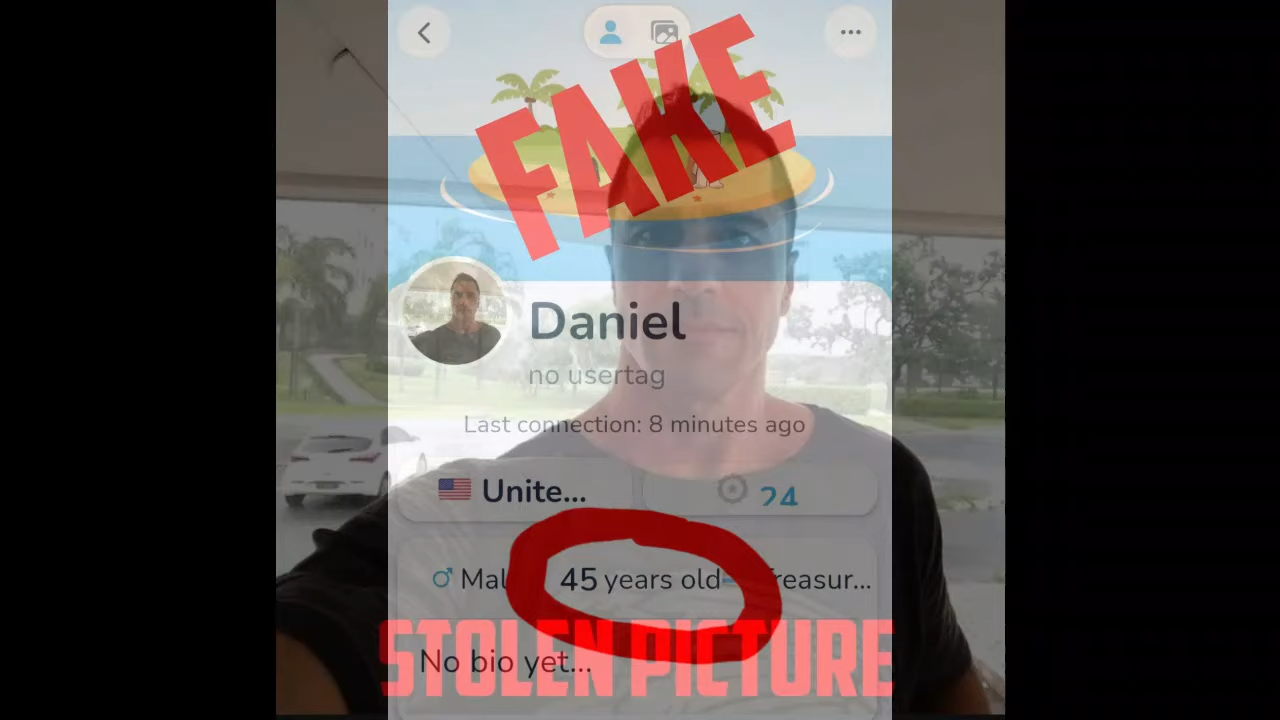 FAKE
Daniel
no usertag
Last connection: 8 minutes ago
Unite... 24
Mal 45 years old reasur...
STOLEN PICTURE
No bio yet...